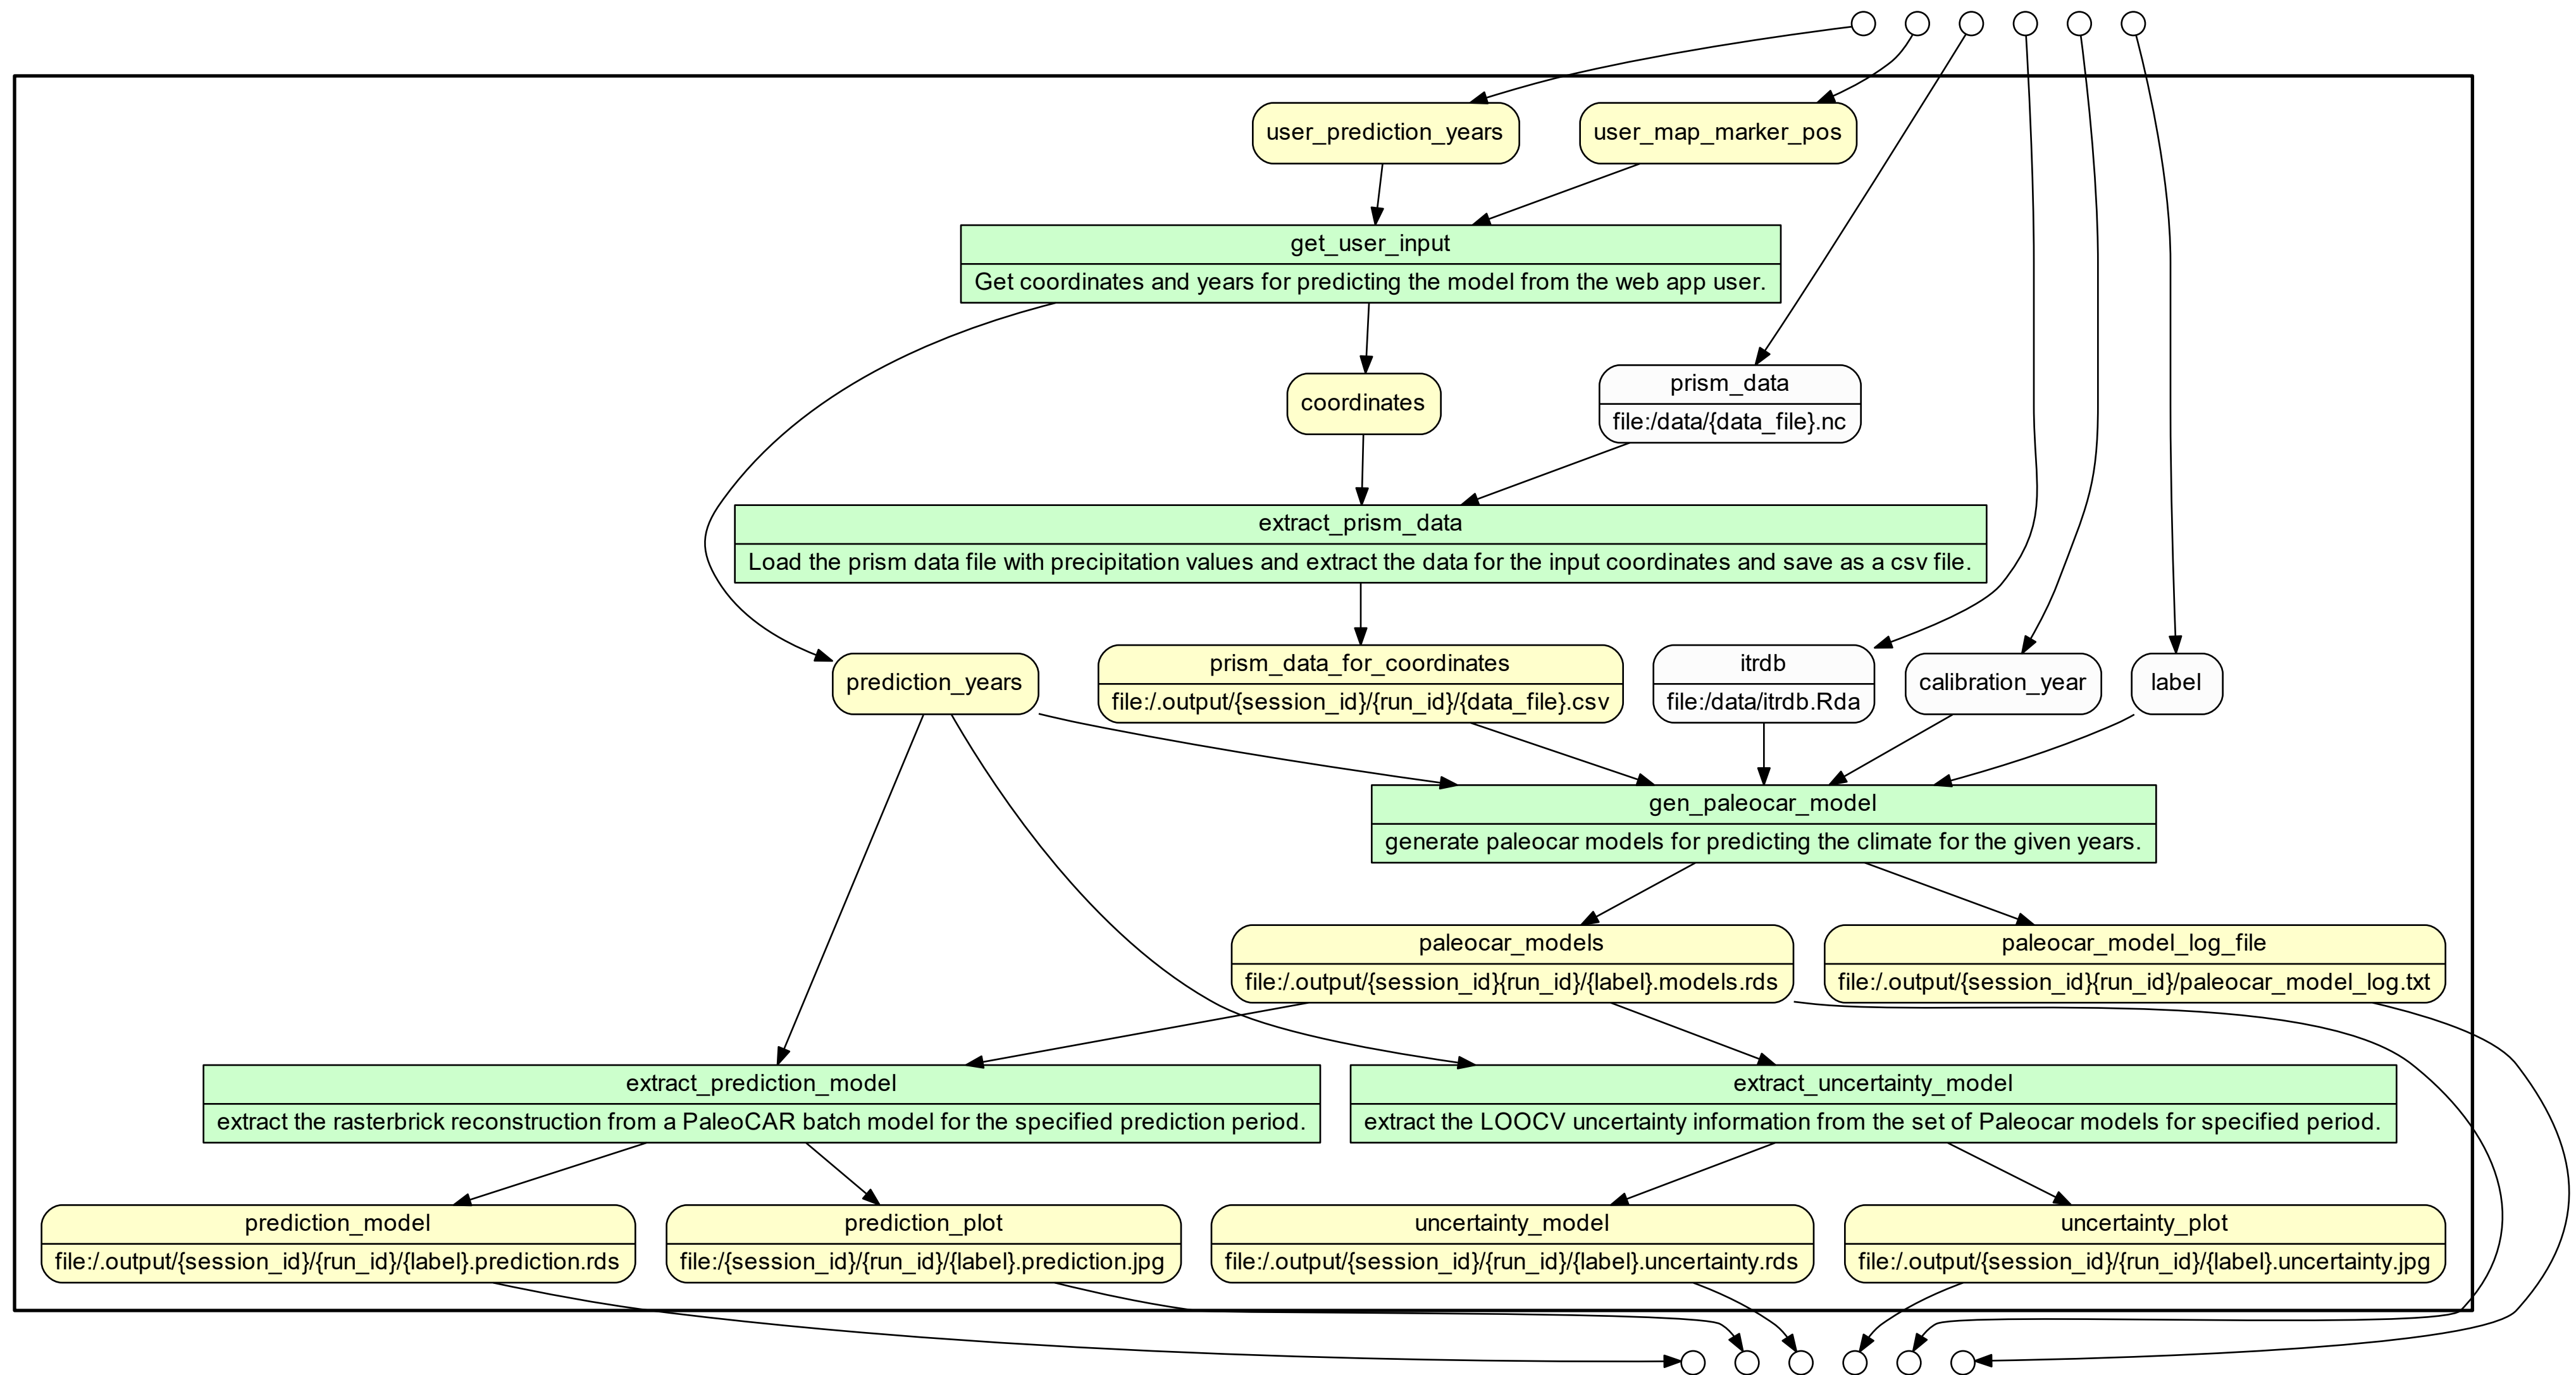 user_prediction_years
user_map_marker_pos
get_user_input
Get coordinates and years for predicting the model from the web app user.
coordinates
prism_data
file:/data/{data_file}.nc
extract_prism_data
Load the prism data file with precipitation values and extract the data for the input coordinates and save as a csv file.
prediction_years
prism_data_for_coordinates
file:/.output/{session_id}/{run_id}/{data_file}.csv
itrdb
file:/data/itrdb.Rda
calibration_year
label
gen_paleocar_model
generate paleocar models for predicting the climate for the given years.
paleocar_models
file:/.output/{session_id}{run_id}/{label}.models.rds
paleocar_model_log_file
file:/.output/{session_id}{run_id}/paleocar_model_log.txt
extract_prediction_model
extract the rasterbrick reconstruction from a PaleoCAR batch model for the specified prediction period.
extract_uncertainty_model
extract the LOOCV uncertainty information from the set of Paleocar models for specified period.
prediction_model
file:/.output/{session_id}/{run_id}/{label}.prediction.rds
prediction_plot
file:/{session_id}/{run_id}/{label}.prediction.jpg
uncertainty_model
file:/.output/{session_id}/{run_id}/{label}.uncertainty.rds
uncertainty_plot
file:/.output/{session_id}/{run_id}/{label}.uncertainty.jpg